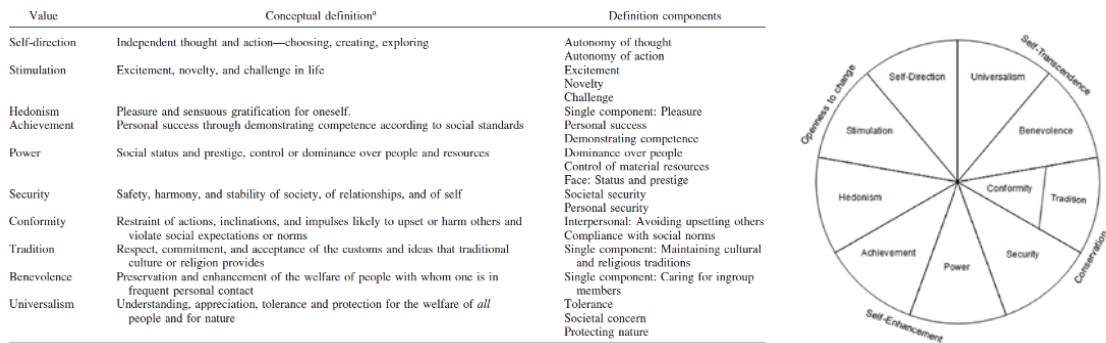 Value Conceptual definitionᵃ Definition components
Self-direction Independent thought and action—choosing, creating, exploring Autonomy of thought
Autonomy of action
Stimulation Excitement, novelty, and challenge in life Excitement
Novelty
Challenge
Hedonism Pleasure and sensuous gratification for oneself. Single component: Pleasure
Achievement Personal success through demonstrating competence according to social standards Personal success
Demonstrating competence
Power Social status and prestige, control or dominance over people and resources Dominance over people
Control of material resources
Face: Status and prestige
Security Safety, harmony, and stability of society, of relationships, and of self Societal security
Personal security
Conformity Restraint of actions, inclinations, and impulses likely to upset or harm others and Interpersonal: Avoiding upsetting others
violate social expectations or norms Compliance with social norms
Tradition Respect, commitment, and acceptance of the customs and ideas that traditional Single component: Maintaining cultural
culture or religion provides and religious traditions
Benevolence Preservation and enhancement of the welfare of people with whom one is in Single component: Caring for ingroup
frequent personal contact members
Universalism Understanding, appreciation, tolerance and protection for the welfare of all Tolerance
people and for nature Societal concern
Protecting nature
Openness to change
Self-Transcendence
Self-Direction
Universalism
Stimulation
Benevolence
Hedonism
Conformity
Tradition
Achievement
Power
Security
Self-Enhancement
Conservation